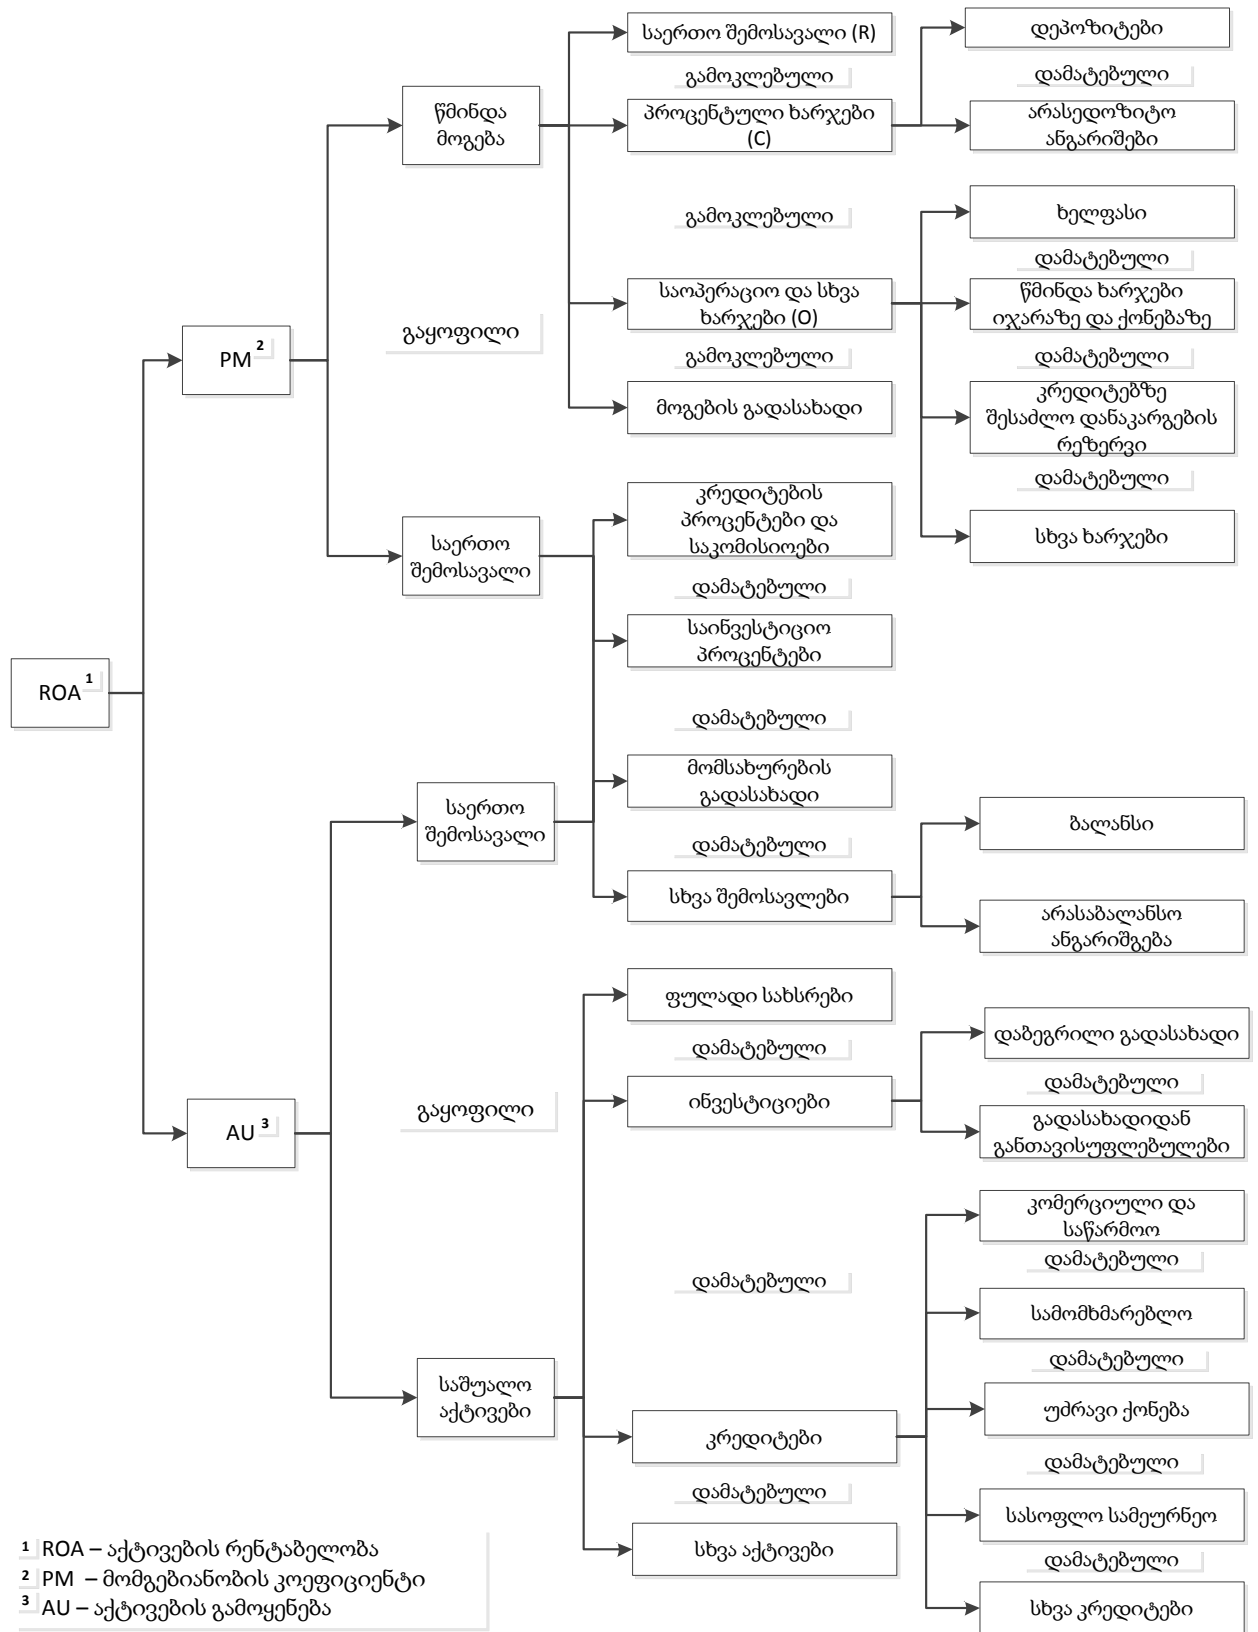 ROA 1
PM 2
AU 3
წმინდა
მოგება
გაყოფილი
საერთო
შემოსავალი
საერთო
შემოსავალი
გაყოფილი
საშუალო
აქტივები
საერთო შემოსავალი (R)
გამოკლებული
პროცენტული ხარჯები
(C)
გამოკლებული
საოპერაციო და სხვა
ხარჯები (O)
გამოკლებული
მოგების გადასახადი
კრედიტების
პროცენტები და
საკომისიოები
დამატებული
საინვესტიციო
პროცენტები
დამატებული
მომსახურების
გადასახადი
დამატებული
სხვა შემოსავლები
ფულადი სახსრები
დამატებული
ინვესტიციები
დამატებული
კრედიტები
დამატებული
სხვა აქტივები
დეპოზიტები
დამატებული
არასედოზიტო
ანგარიშები
ხელფასი
დამატებული
წმინდა ხარჯები
იჯარაზე და ქონებაზე
დამატებული
კრედიტებზე
შესაძლო დანაკარგების
რეზერვი
დამატებული
სხვა ხარჯები
ბალანსი
არასაბალანსო
ანგარიშგება
დაბეგრილი გადასახადი
დამატებული
გადასახადიდან
განთავისუფლებულები
კომერციული და
საწარმოო
დამატებული
სამომხმარებლო
დამატებული
უძრავი ქონება
დამატებული
სასოფლო სამეურნეო
დამატებული
სხვა კრედიტები
1 ROA – აქტივების რენტაბელობა
2 PM – მომგებიანობის კოეფიციენტი
3 AU – აქტივების გამოყენება